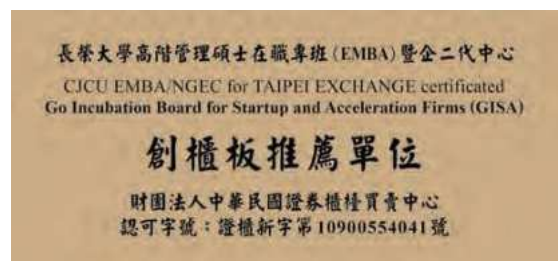 長榮大學高階管理碩士在職專班(EMBA)暨企二代中心
CJCU EMBA/NGEC for TAIPEI EXCHANGE certificated
Go Incubation Board for Startup and Acceleration Firms (GISA)
創櫃板推薦單位
財團法人中華民國證券櫃檯買賣中心
認可字號：證櫃新字第10900554041號